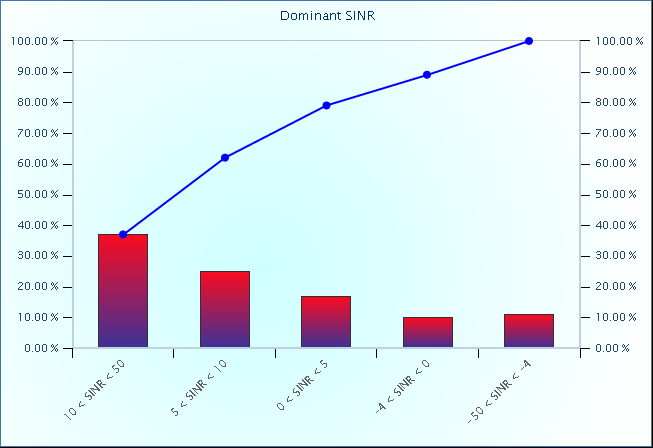 Dominant SINR
100.00 % 100.00 %
90.00 % 90.00 %
80.00 % 80.00 %
70.00 % 70.00 %
60.00 % 60.00 %
50.00 % 50.00 %
40.00 % 40.00 %
30.00 % 30.00 %
20.00 % 20.00 %
10.00 % 10.00 %
0.00 % 0.00 %
10 < SINR < 50
5 < SINR < 10
0 < SINR < 5
-4 < SINR < 0
-50 < SINR < -4